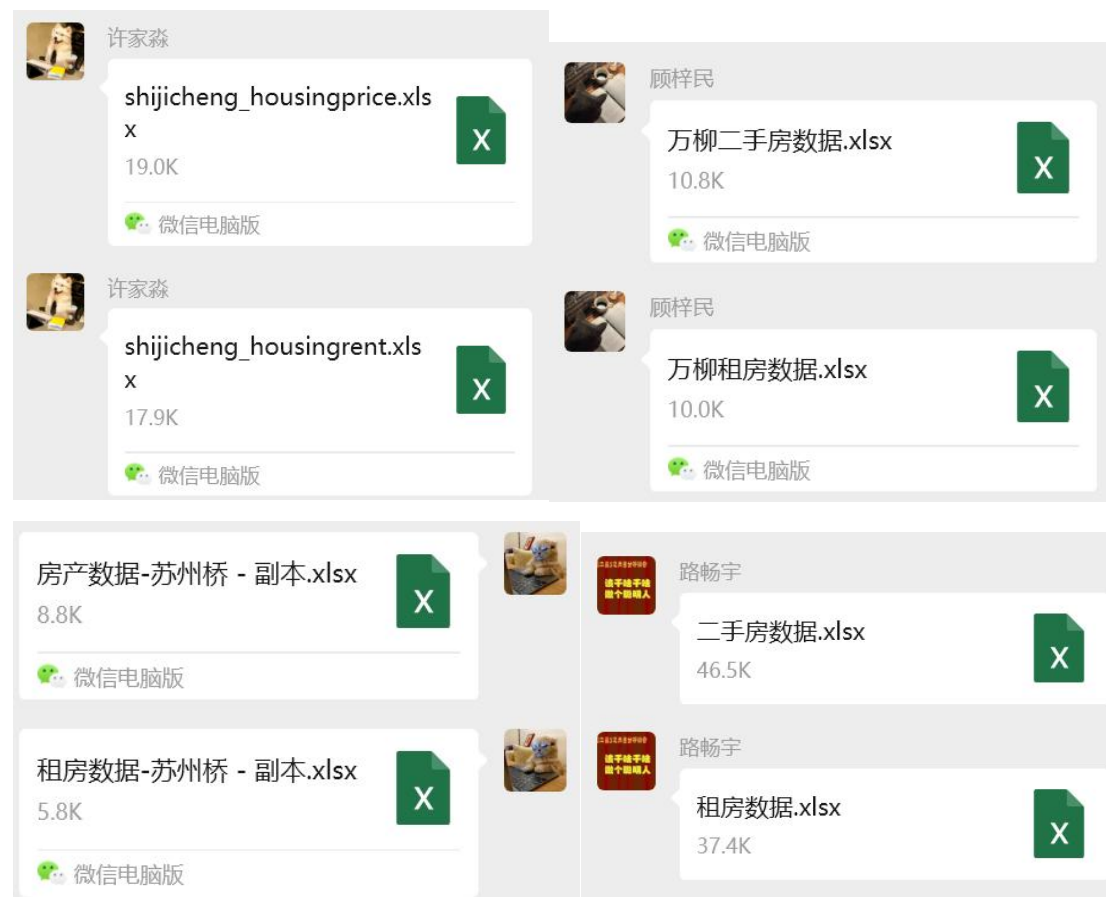 许家淼
shijicheng_housingprice.xls
x
19.0K
微信电脑版
许家淼
shijicheng_housingrent.xls
x
17.9K
微信电脑版
顾梓民
万柳二手房数据.xlsx
10.8K
微信电脑版
顾梓民
万柳租房数据.xlsx
10.0K
微信电脑版
房产数据-苏州桥 - 副本.xlsx
8.8K
微信电脑版
租房数据-苏州桥 - 副本.xlsx
5.8K
微信电脑版
路畅宇
二手房数据.xlsx
46.5K
路畅宇
租房数据.xlsx
37.4K